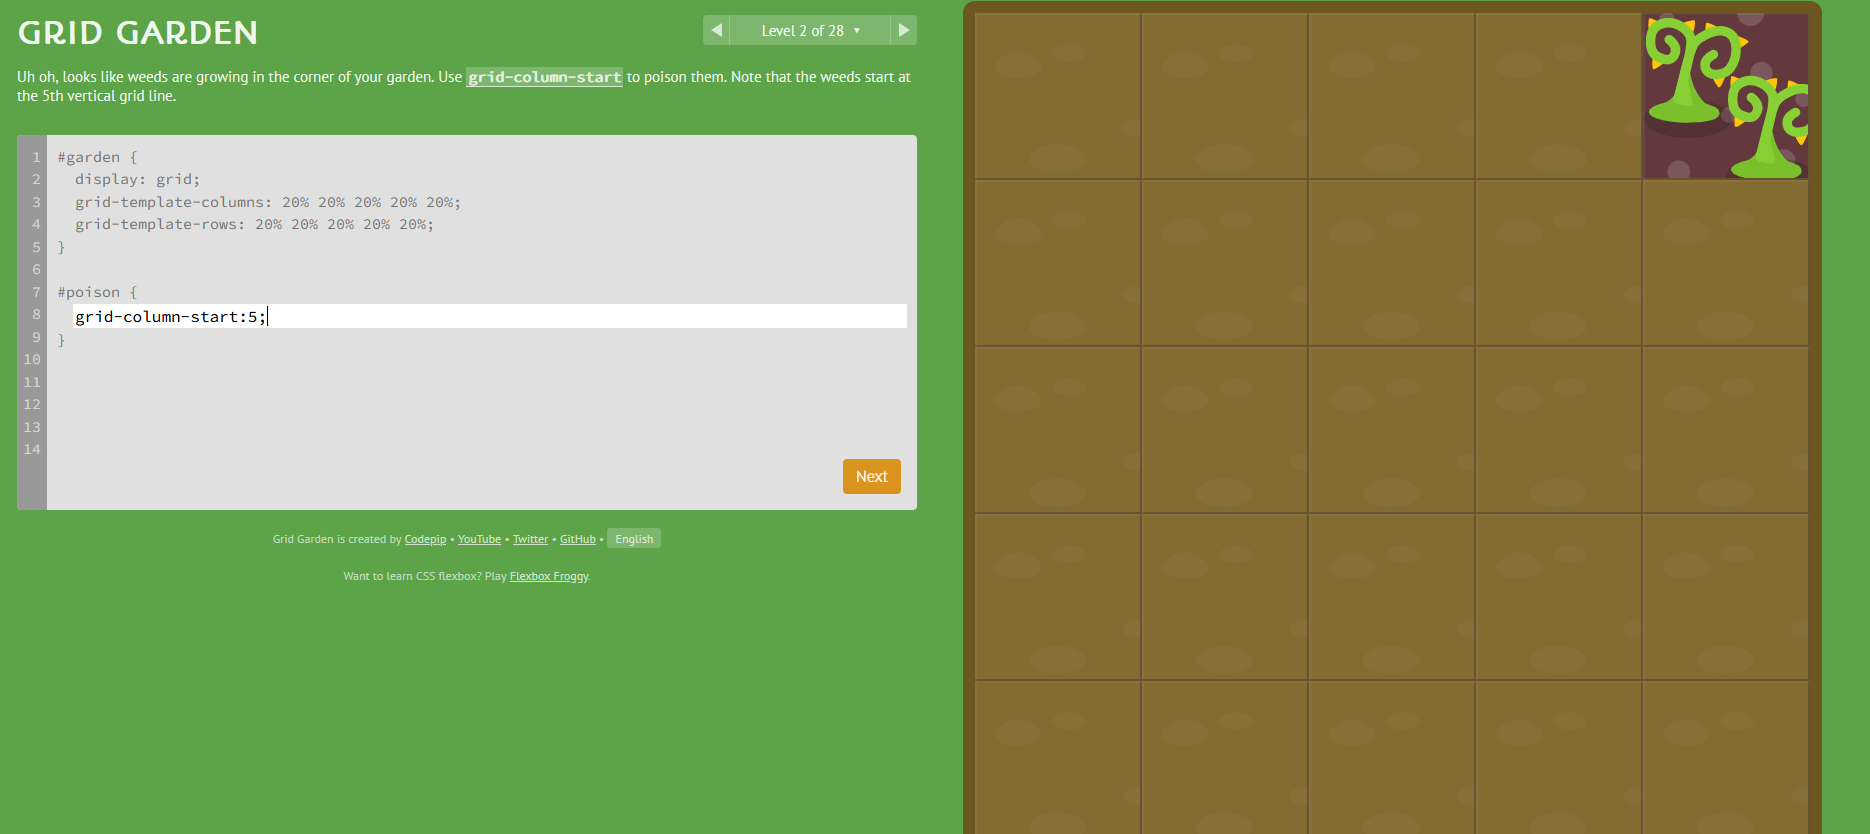 GRID GARDEN
◀ Level 2 of 28 ▼ ▶
Uh oh, looks like weeds are growing in the corner of your garden. Use grid-column-start to poison them. Note that the weeds start at
the 5th vertical grid line.
1 #garden {
2 display: grid;
3 grid-template-columns: 20% 20% 20% 20% 20%;
4 grid-template-rows: 20% 20% 20% 20% 20%;
5 }
6
7 #poison {
8 grid-column-start:5;
9 }
10
11
12
13
14
Next
Grid Garden is created by Codepip • YouTube • Twitter • GitHub • English
Want to learn CSS flexbox? Play Flexbox Froggy.